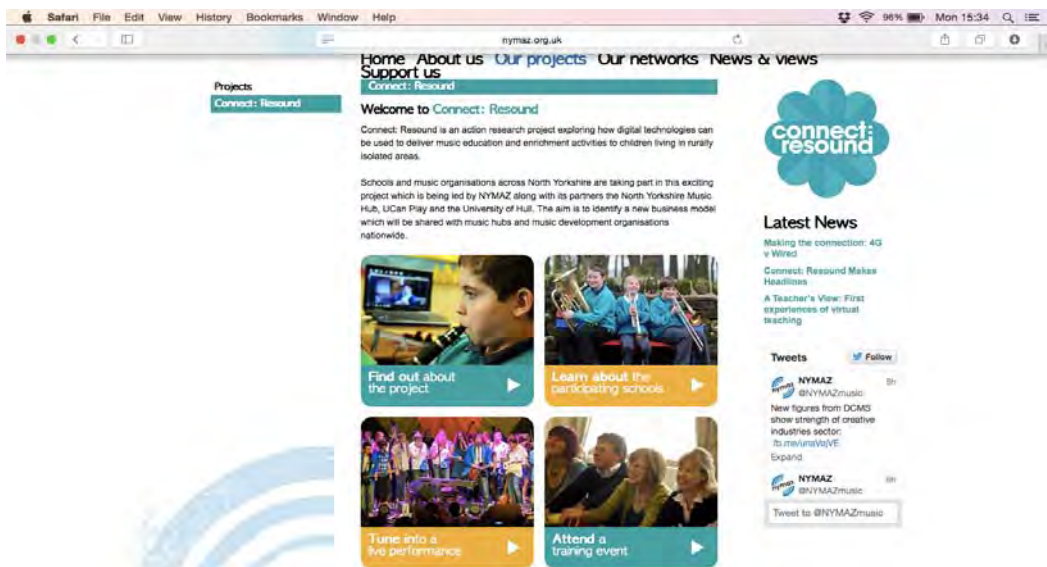 Safari File Edit View History Bookmarks Window Help
96% Mon 15:34
nymaz.org.uk
Home About us Our projects Our networks News & views
Support us
Projects
Connect: Resound
Connect: Resound
Welcome to Connect: Resound
Connect: Resound is an action research project exploring how digital technologies can
be used to deliver music education and enrichment activities to children living in rurally
isolated areas.
Schools and music organisations across North Yorkshire are taking part in this exciting
project which is being led by NYMAZ along with its partners the North Yorkshire Music
Hub, UCan Play and the University of Hull. The aim is to identify a new business model
which will be shared with music hubs and music development organisations
nationwide.
Find out about
the project
Learn about the
participating schools
Tune into a
live performance
Attend a
training event
connect:
resound
Latest News
Making the connection: 4G
v Wired
Connect: Resound Makes
Headlines
A Teacher's View: First
experiences of virtual
teaching
Tweets Follow
NYMAZ
@NYMAZmusic
New figures from DCMS
show strength of creative
industries sector:
Expand
NYMAZ
@NYMAZmusic
Tweet to @NYMAZmusic